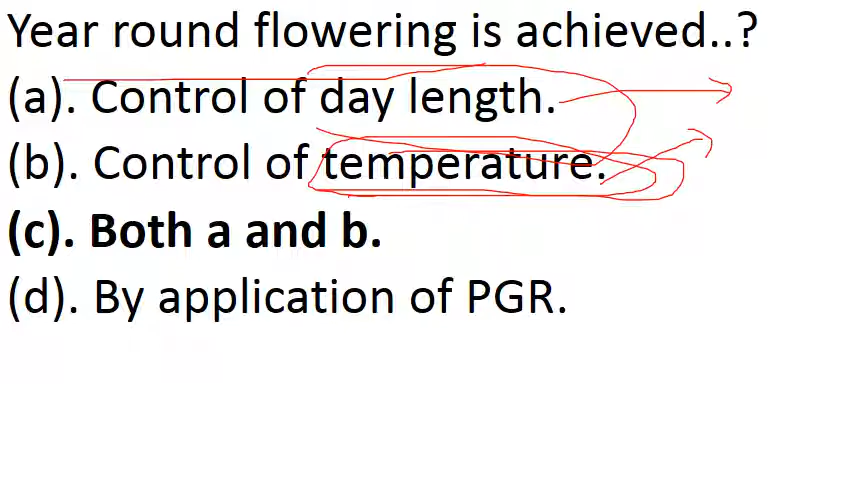 Year round flowering is achieved..?
(a). Control of day length.
(b). Control of temperature.
(c). Both a and b.
(d). By application of PGR.